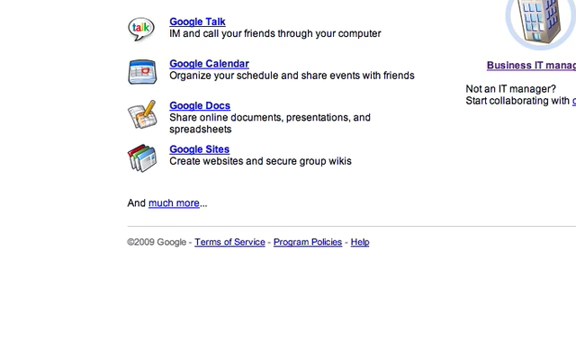 talk
Google Talk
IM and call your friends through your computer
Google Calendar
Organize your schedule and share events with friends
Google Docs
Share online documents, presentations, and
spreadsheets
Google Sites
Create websites and secure group wikis
And much more...
©2009 Google - Terms of Service - Program Policies - Help
Business IT manag
Not an IT manager?
Start collaborating with